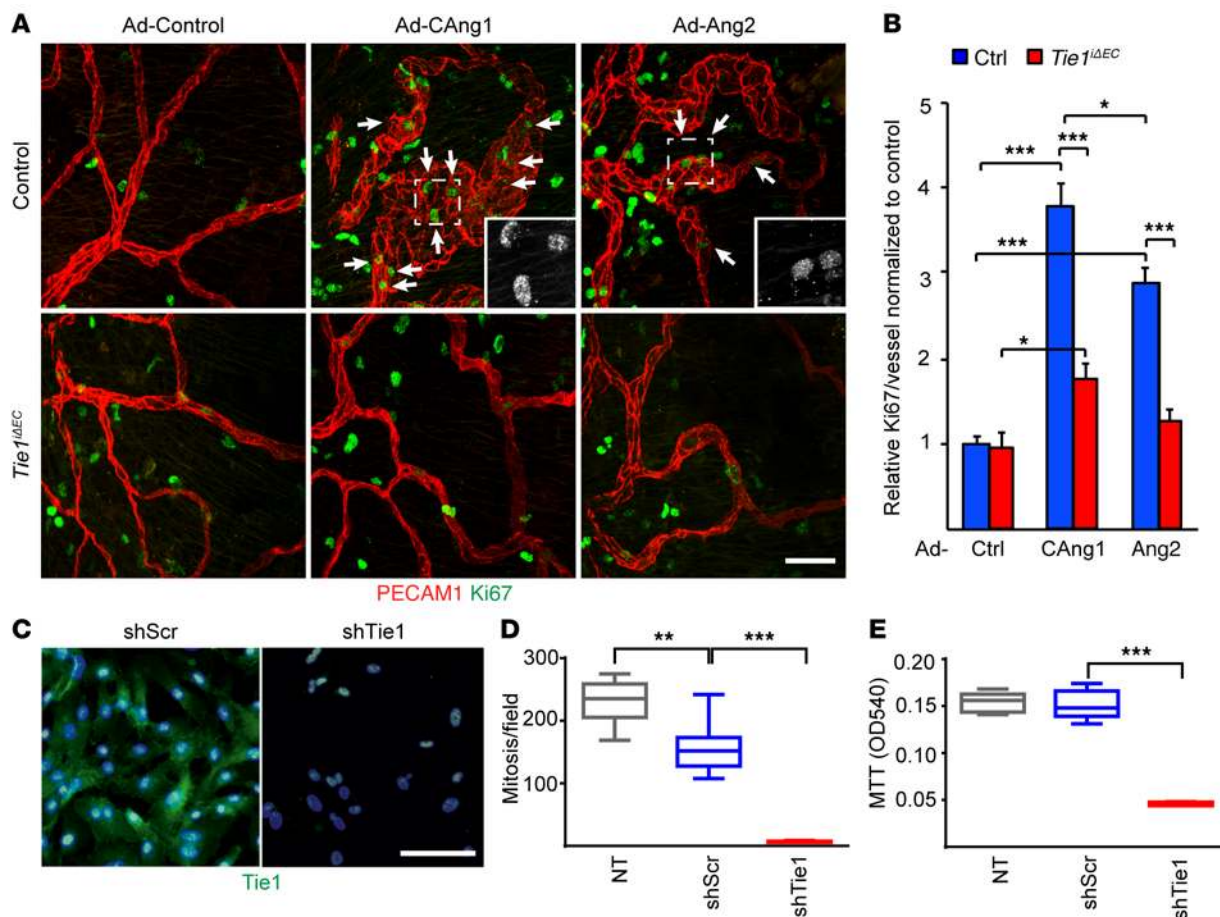 A
Ad-Control
Ad-CAng1
Ad-Ang2
Control
Tie1iΔEC
PECAM1 Ki67
B
Ctrl
Tie1iΔEC
Relative Ki67/vessel normalized to control
5
4
3
2
1
0
*
***
***
***
***
*
Ad-
Ctrl
CAng1
Ang2
C
shScr
shTie1
Tie1
D
Mitosis/field
300
200
100
**
***
NT
shScr
shTie1
E
MTT (OD540)
0.20
0.15
0.10
0.05
***
NT
shScr
shTie1